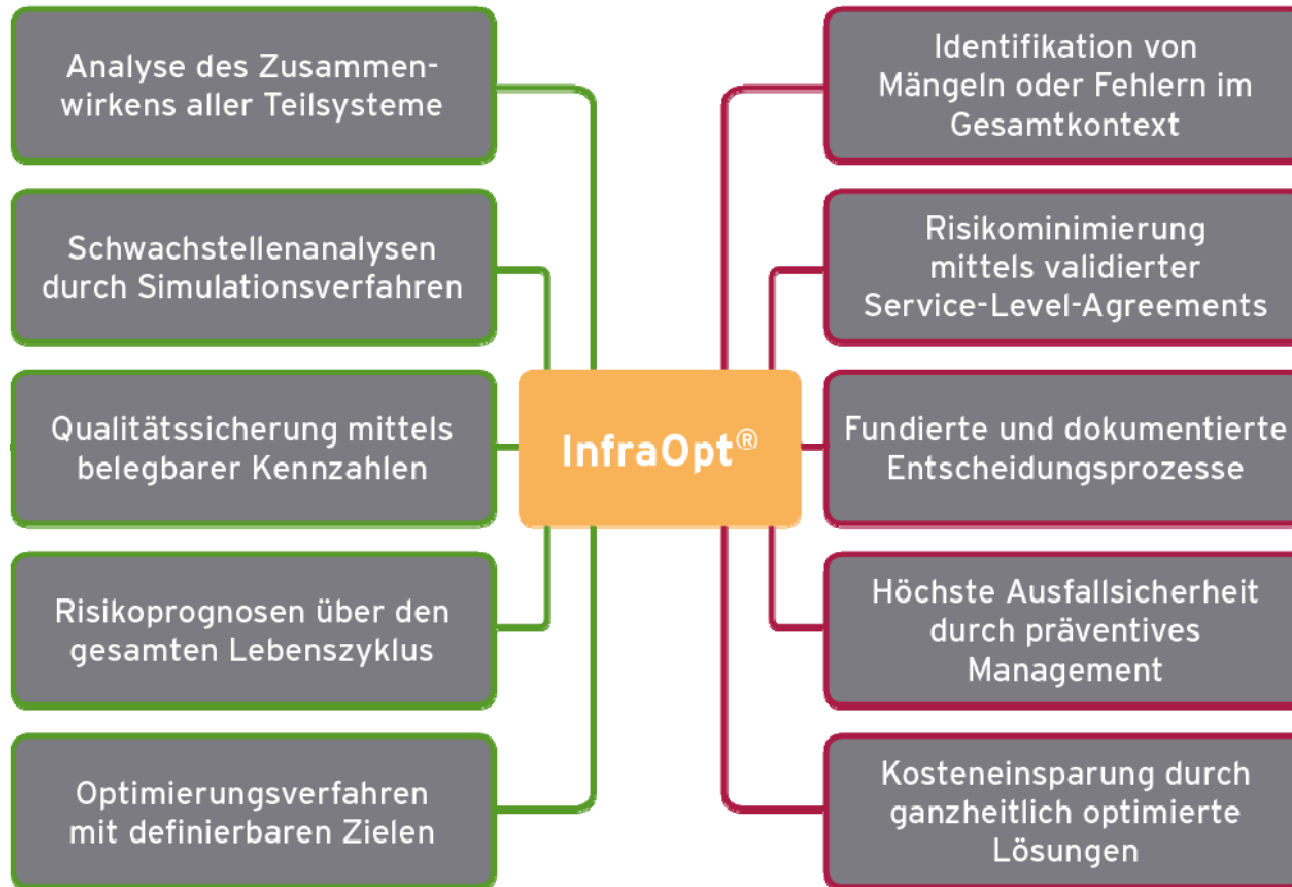 Analyse des Zusammen-
wirkens aller Teilsysteme
Schwachstellenanalysen
durch Simulationsverfahren
Qualitätssicherung mittels
belegbarer Kennzahlen
Risikoprognosen über den
gesamten Lebenszyklus
Optimierungsverfahren
mit definierbaren Zielen
InfraOpt®
Identifikation von
Mängeln oder Fehlern im
Gesamtkontext
Risikominimierung
mittels validierter
Service-Level-Agreements
Fundierte und dokumentierte
Entscheidungsprozesse
Höchste Ausfallsicherheit
durch präventives
Management
Kosteneinsparung durch
ganzheitlich optimierte
Lösungen